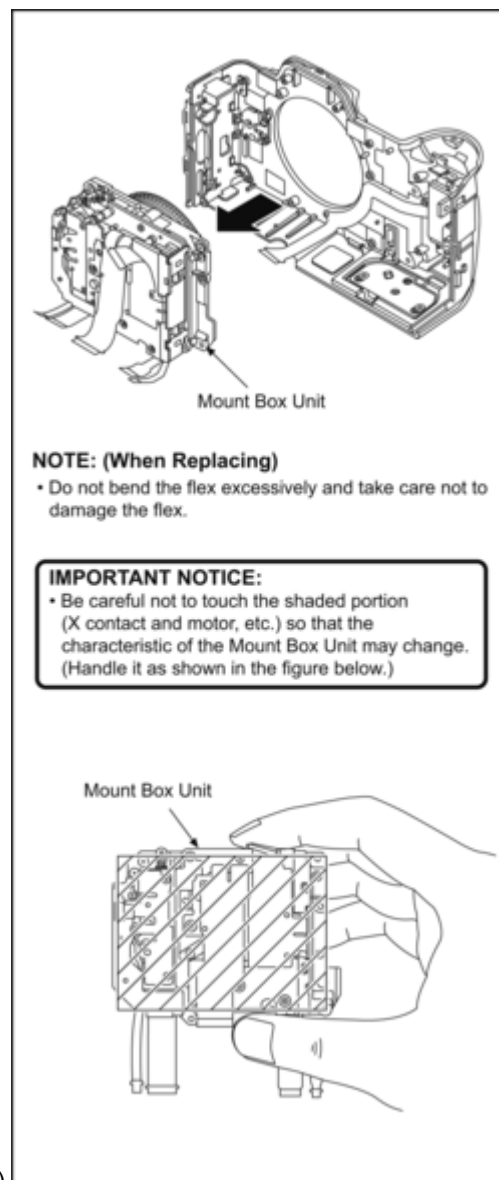 Mount Box Unit
NOTE: (When Replacing)
• Do not bend the flex excessively and take care not to
damage the flex.
IMPORTANT NOTICE:
• Be careful not to touch the shaded portion
(X contact and motor, etc.) so that the
characteristic of the Mount Box Unit may change.
(Handle it as shown in the figure below.)
Mount Box Unit
)